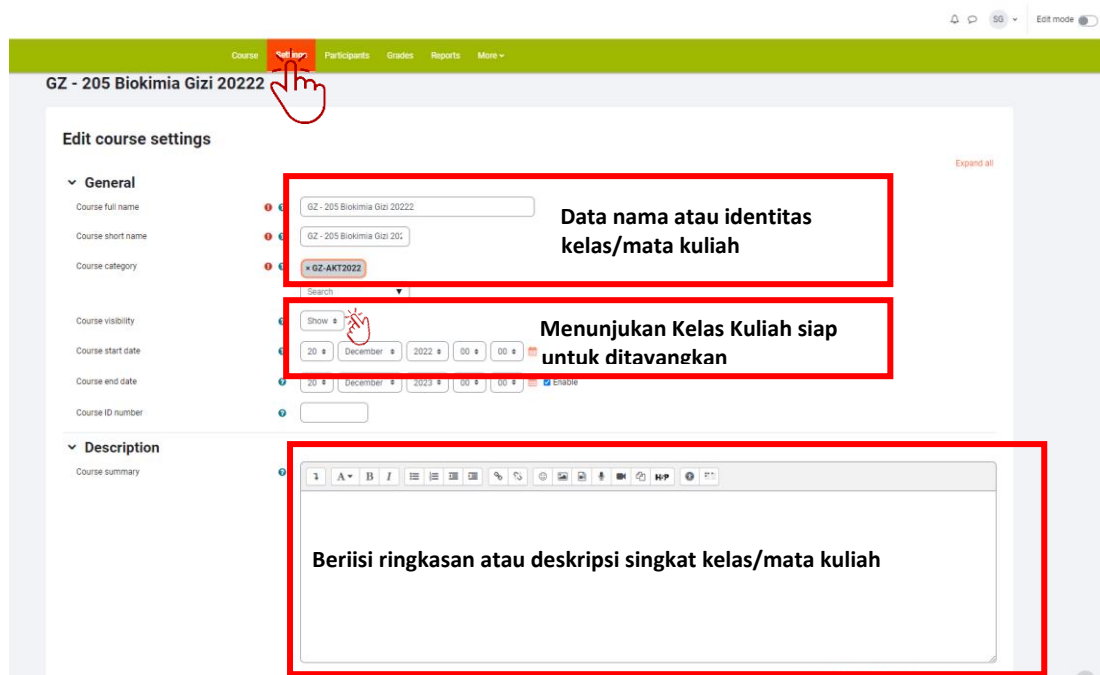 SG Edit mode
Course Settings Participants Grades Reports More
GZ - 205 Biokimia Gizi 20222
Edit course settings
Expand all
General
Course full name GZ - 205 Biokimia Gizi 20222
Data nama atau identitas
kelas/mata kuliah
Course short name GZ - 205 Biokimia Gizi 202
Course category × GZ-AKT2022
Search
Course visibility Show
Menunjukan Kelas Kuliah siap
untuk ditayangkan
Course start date 20 December 2022 00 00
Course end date 20 December 2023 00 00 Enable
Course ID number
Description
Course summary
A B I H-P
Beriisi ringkasan atau deskripsi singkat kelas/mata kuliah